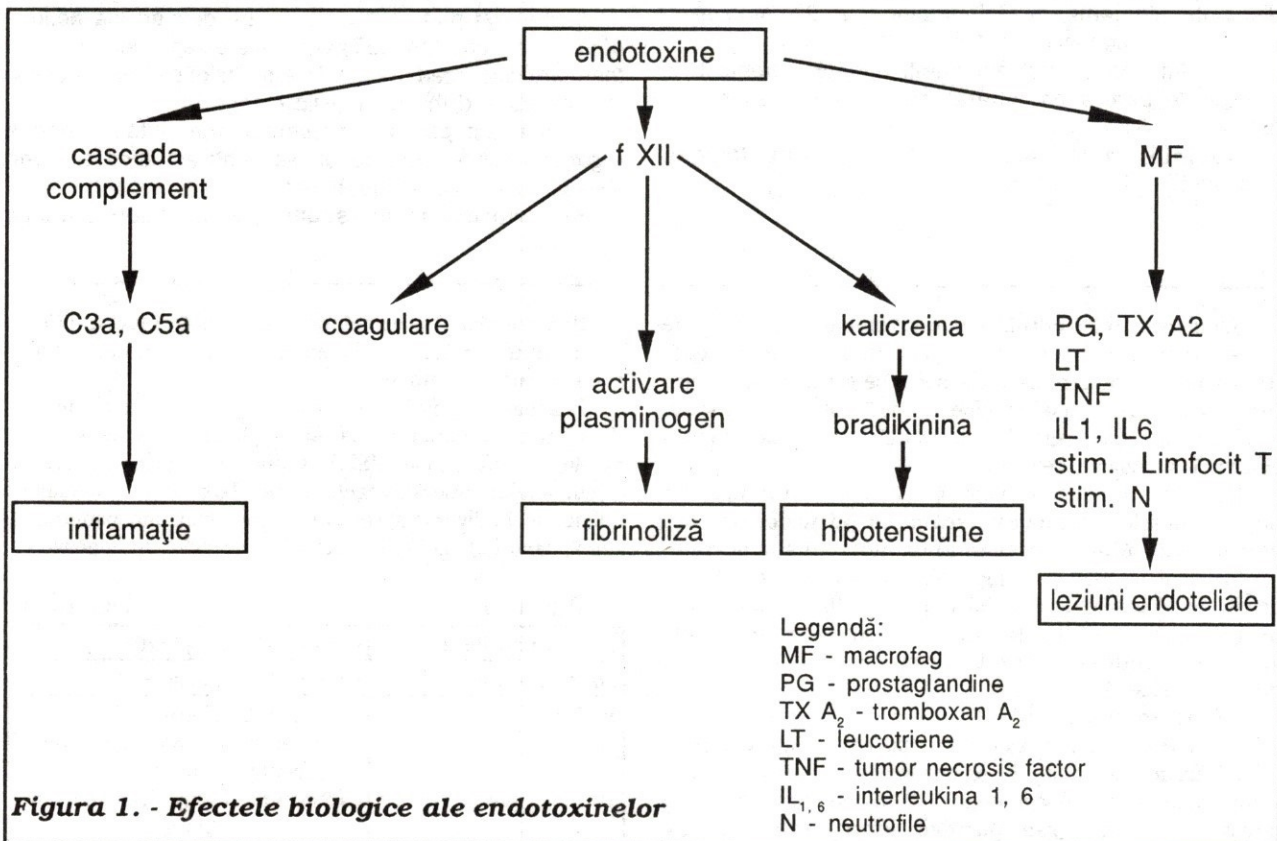 endotoxine
cascada
complement
f XII
MF
C3a, C5a
coagulare
kalicreina
PG, TX A2
LT
TNF
IL1, IL6
stim. Limfocit T
stim. N
activare
plasminogen
bradikinina
inflamaţie
fibrinoliză
hipotensiune
leziuni endoteliale
Legendă:
MF - macrofag
PG - prostaglandine
TX A₂ - tromboxan A₂
LT - leucotriene
TNF - tumor necrosis factor
IL₁,₆ - interleukina 1, 6
N - neutrofile
Figura 1. - Efectele biologice ale endotoxinelor